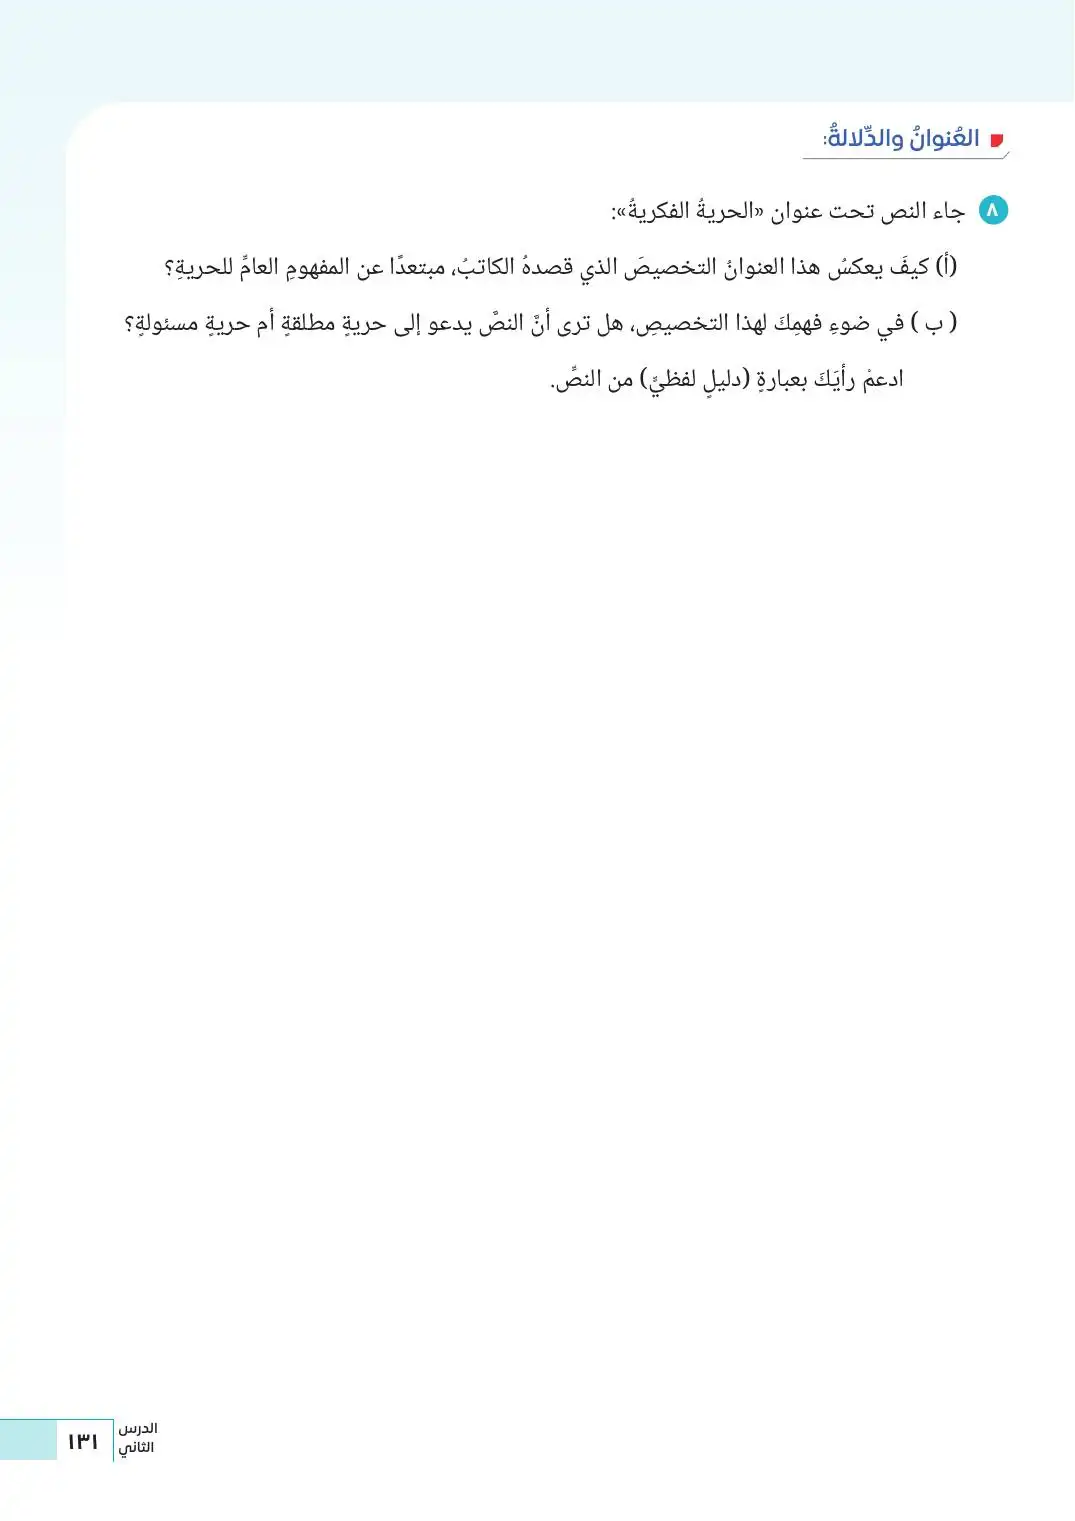 العُنوانُ والدِّلالةُ:
٨ جاء النص تحت عنوان «الحريةُ الفكريةُ»:
(أ) كيفَ يعكسُ هذا العنوانُ التخصيصَ الذي قصدهُ الكاتبُ، مبتعدًا عن المفهومِ العامِّ للحريةِ؟
( ب ) في ضوءِ فهمِكَ لهذا التخصيصِ، هل ترى أنَّ النصَّ يدعو إلى حريةٍ مطلقةٍ أم حريةٍ مسئولةٍ؟
ادعمْ رأيَكَ بعبارةٍ (دليلٍ لفظيٍّ) من النصِّ.
الدرس
الثاني
١٣١